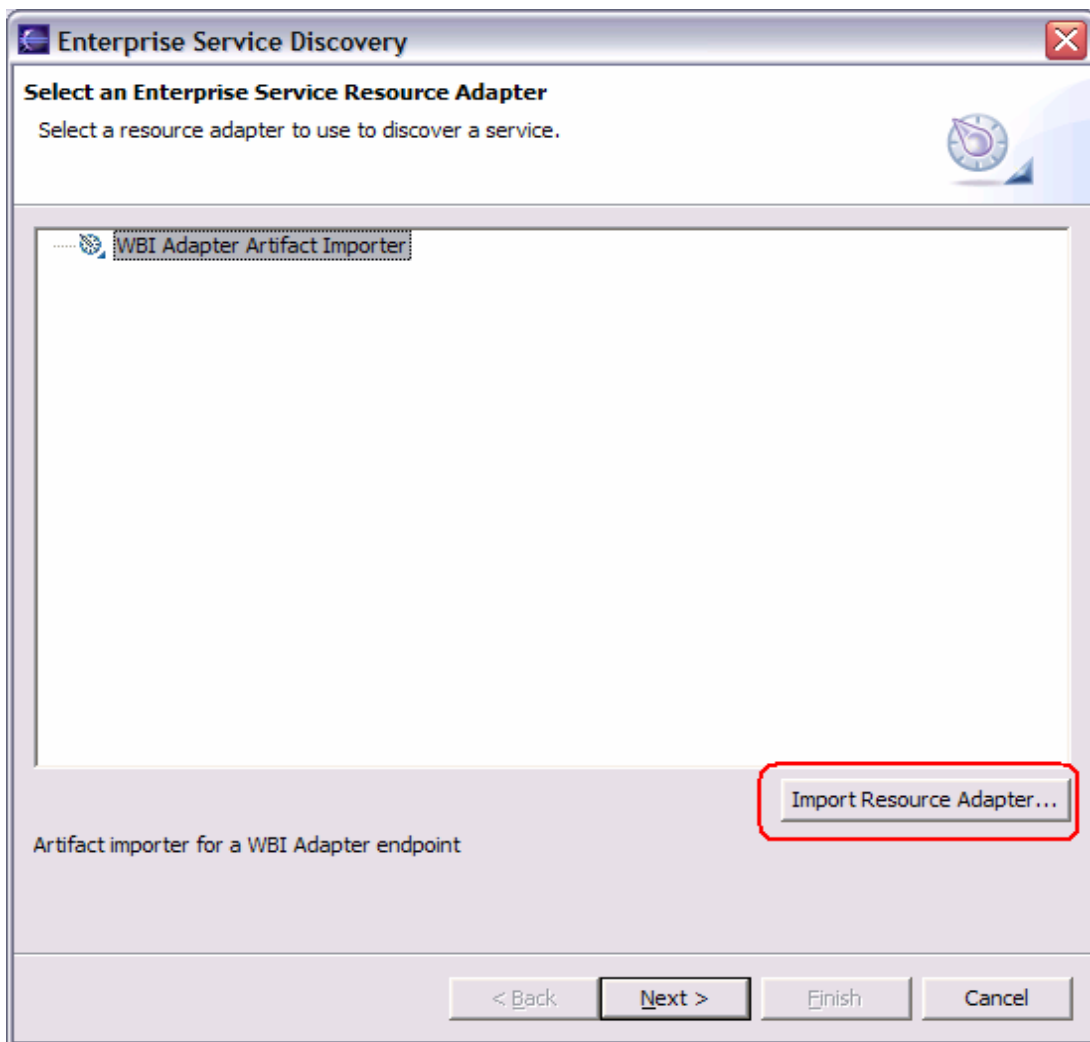 Enterprise Service Discovery
Select an Enterprise Service Resource Adapter
Select a resource adapter to use to discover a service.
WBI Adapter Artifact Importer
Import Resource Adapter...
Artifact importer for a WBI Adapter endpoint
< Back Next > Finish Cancel